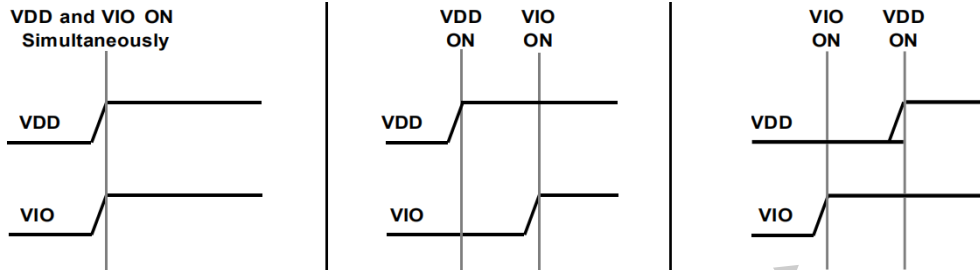 VDD and VIO ON
Simultaneously
VDD
VIO
VDD VIO
ON ON
VDD
VIO
VIO VDD
ON ON
VDD
VIO